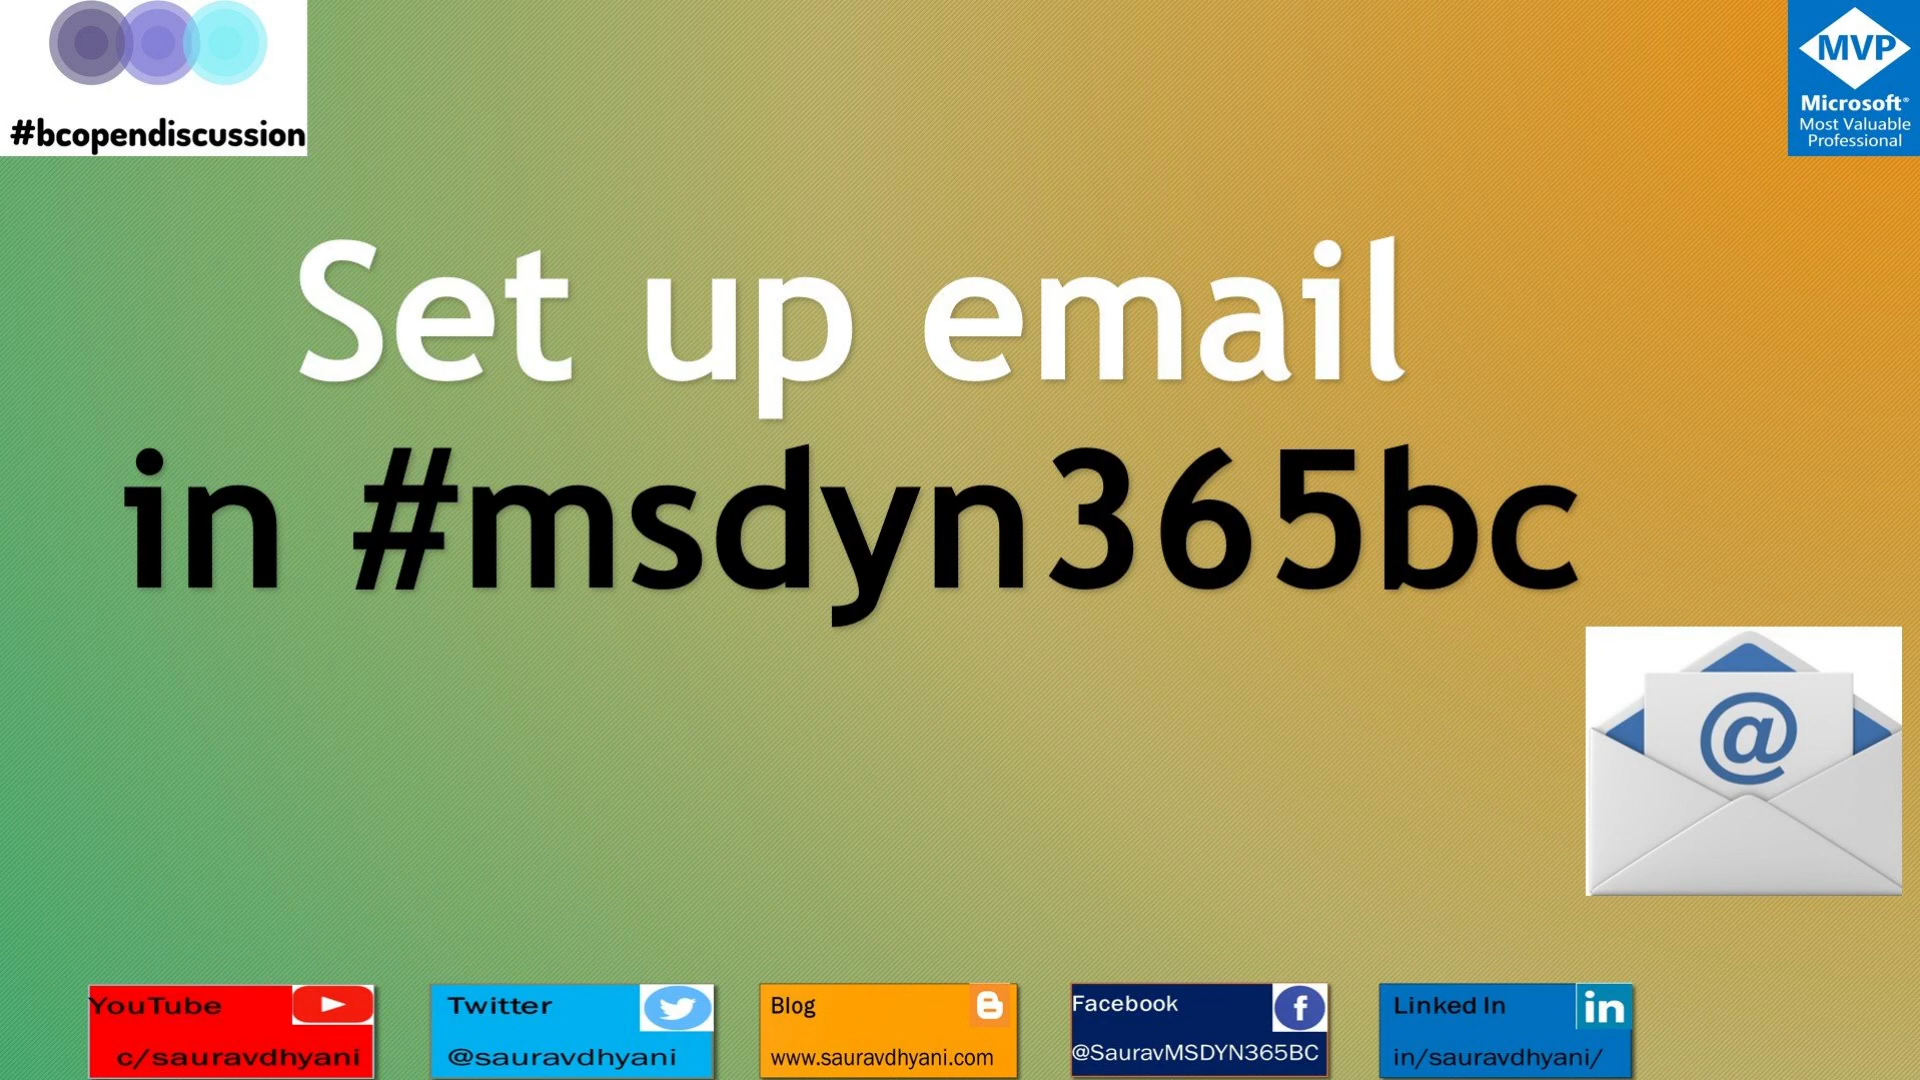 #bcopendiscussion
MVP
Microsoft®
Most Valuable
Professional
Set up email
in #msdyn365bc
@
YouTube
c/sauravdhyani
Twitter
@sauravdhyani
Blog
www.sauravdhyani.com
Facebook
f
@SauravMSDYN365BC
Linked In
in
in/sauravdhyani/